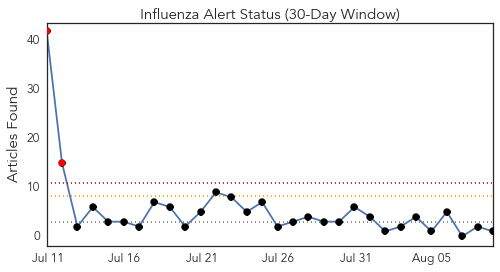 Influenza Alert Status (30-Day Window)
Articles Found
40
30
20
10
0
Jul 11 Jul 16 Jul 21 Jul 26 Jul 31 Aug 05